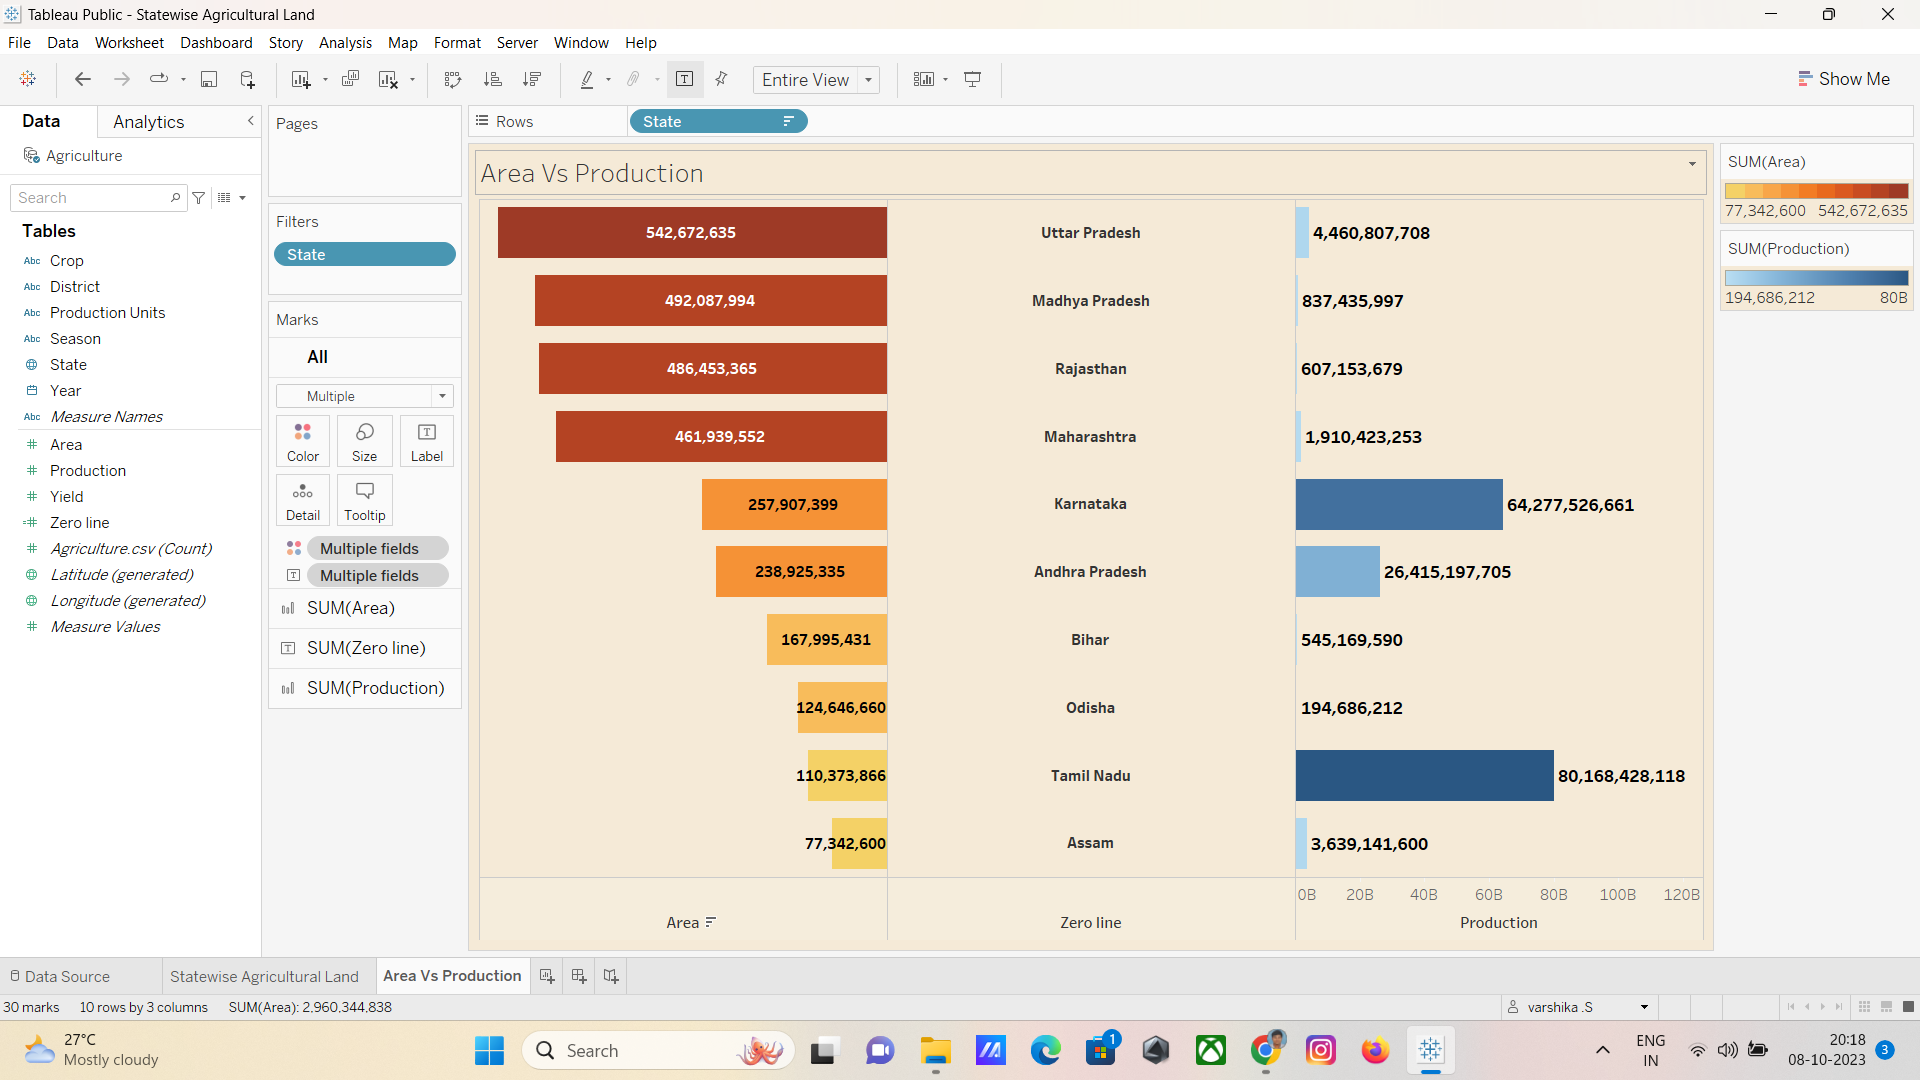 Tableau Public - Statewise Agricultural Land
File Data Worksheet Dashboard Story Analysis Map Format Server Window Help
Entire View
Show Me
Data Analytics
Agriculture
Search
Tables
Abc Crop
Abc District
Abc Production Units
Abc Season
State
Year
Abc Measure Names
Area
Production
Yield
Zero line
Agriculture.csv (Count)
Latitude (generated)
Longitude (generated)
Measure Values
Pages
Filters
State
Marks
All
Multiple
Color Size Label
Detail Tooltip
Multiple fields
Multiple fields
SUM(Area)
SUM(Zero line)
SUM(Production)
Rows State
Area Vs Production
542,672,635 Uttar Pradesh 4,460,807,708
492,087,994 Madhya Pradesh 837,435,997
486,453,365 Rajasthan 607,153,679
461,939,552 Maharashtra 1,910,423,253
257,907,399 Karnataka 64,277,526,661
238,925,335 Andhra Pradesh 26,415,197,705
167,995,431 Bihar 545,169,590
124,646,660 Odisha 194,686,212
110,373,866 Tamil Nadu 80,168,428,118
77,342,600 Assam 3,639,141,600
0B 20B 40B 60B 80B 100B 120B
Area Zero line Production
SUM(Area)
77,342,600 542,672,635
SUM(Production)
194,686,212 80B
Data Source Statewise Agricultural Land Area Vs Production
30 marks 10 rows by 3 columns SUM(Area): 2,960,344,838
varshika .S
27°C
Mostly cloudy
Search
1
ENG
IN
20:18
08-10-2023
3